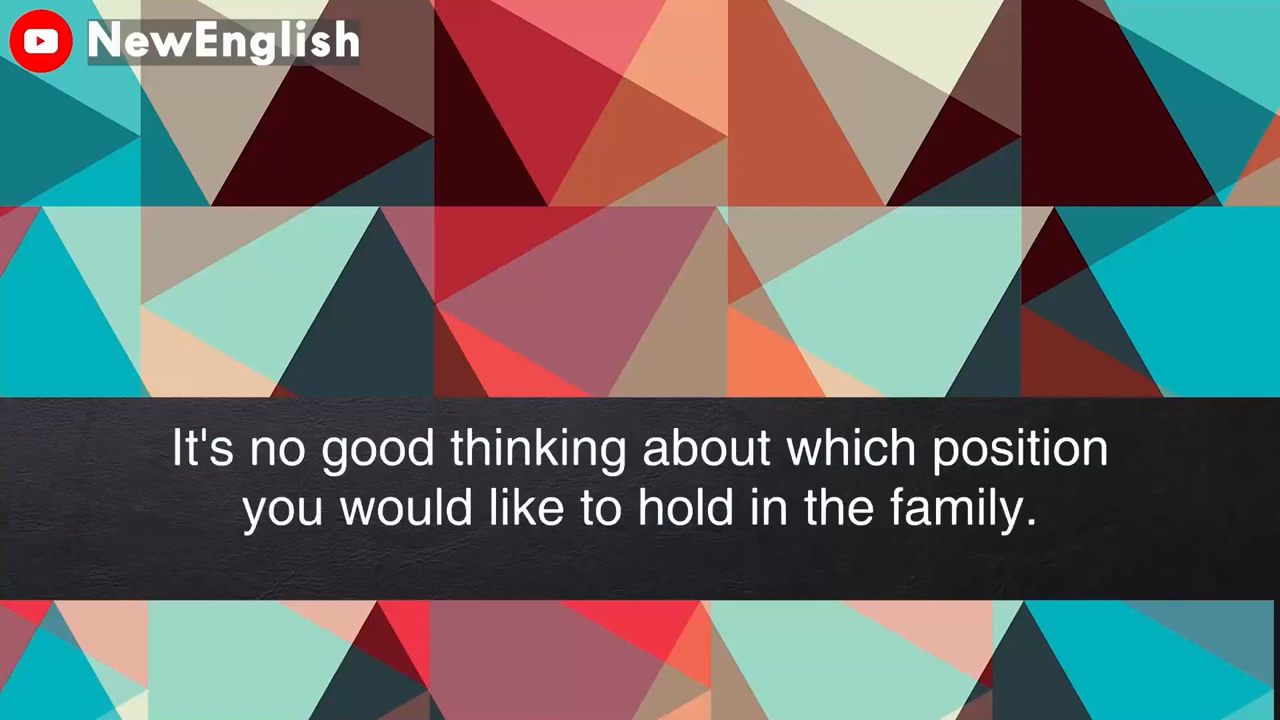 NewEnglish
It's no good thinking about which position
you would like to hold in the family.